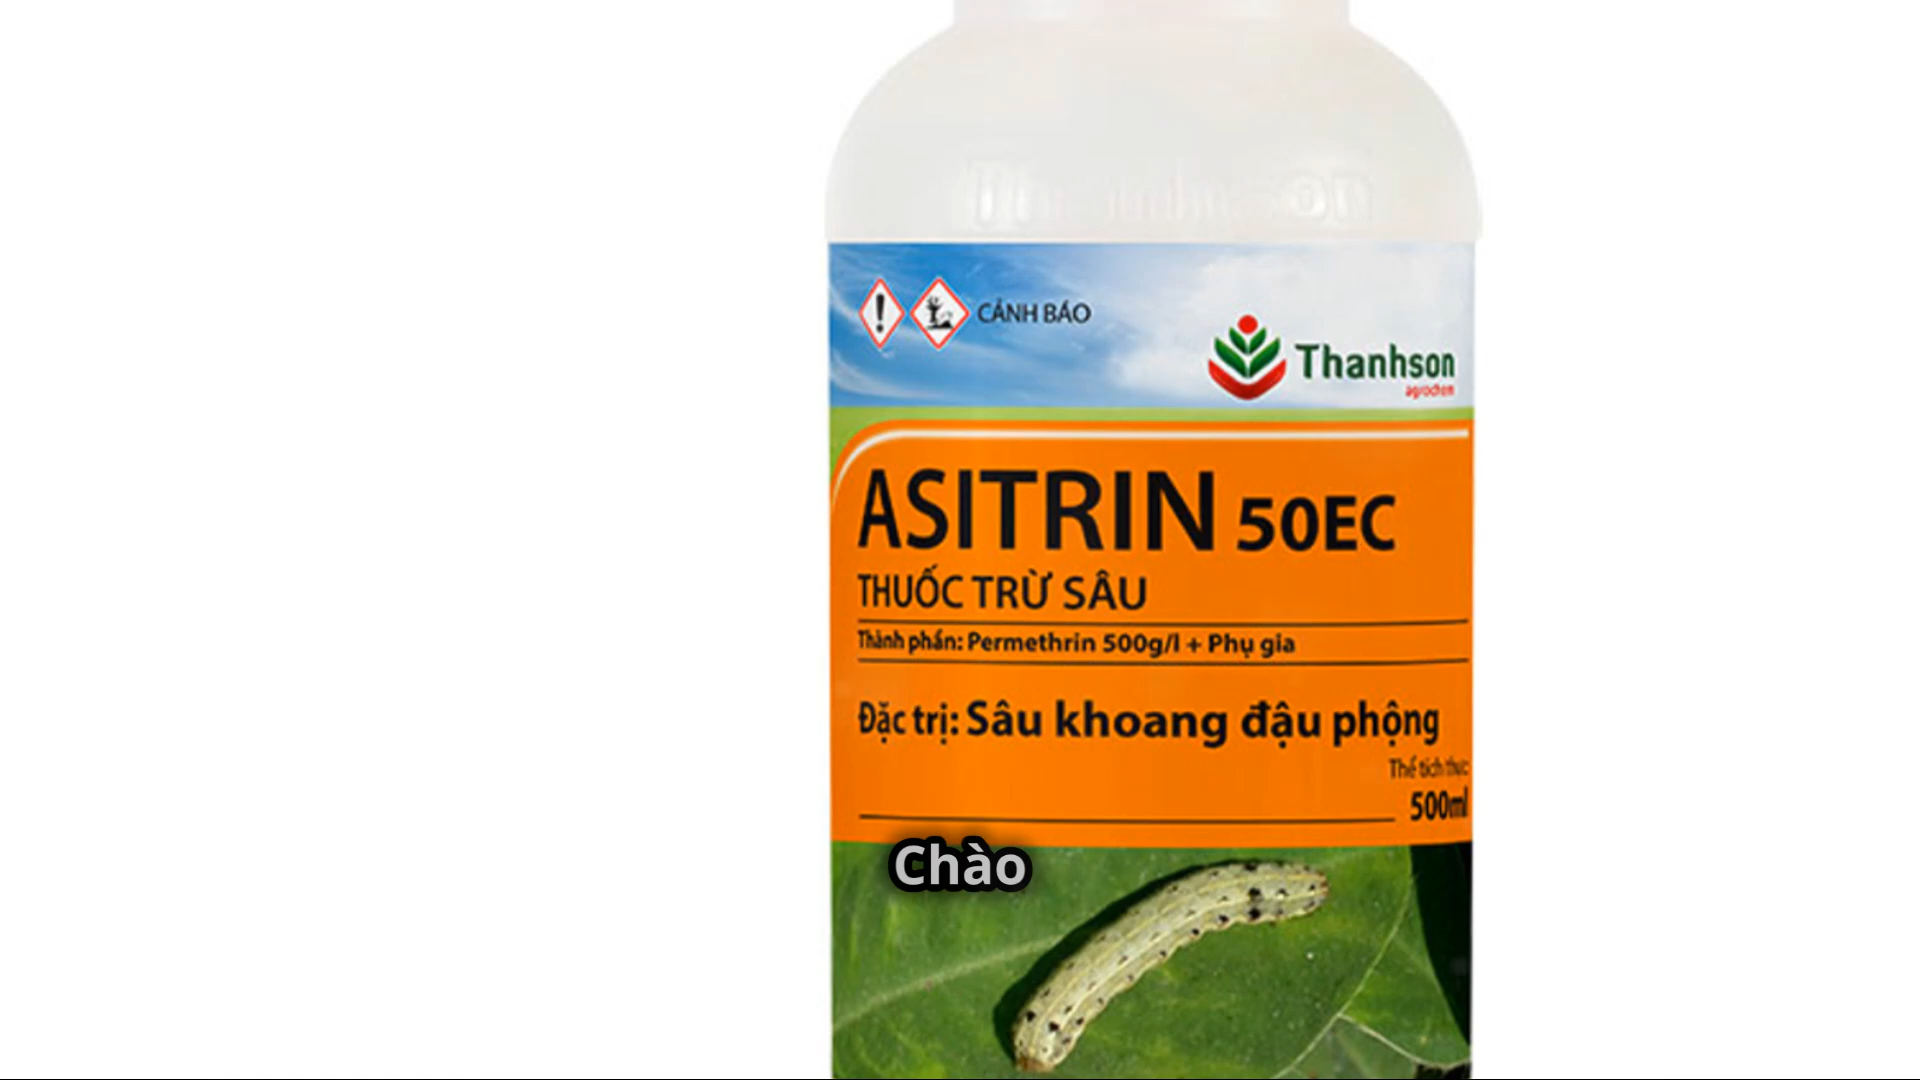 CẢNH BÁO
Thanhson
agrochem
ASITRIN 50EC
THUỐC TRỪ SÂU
Thành phần: Permethrin 500g/l + Phụ gia
Đặc trị: Sâu khoang đậu phộng
Thể tích thực
500ml
Chào